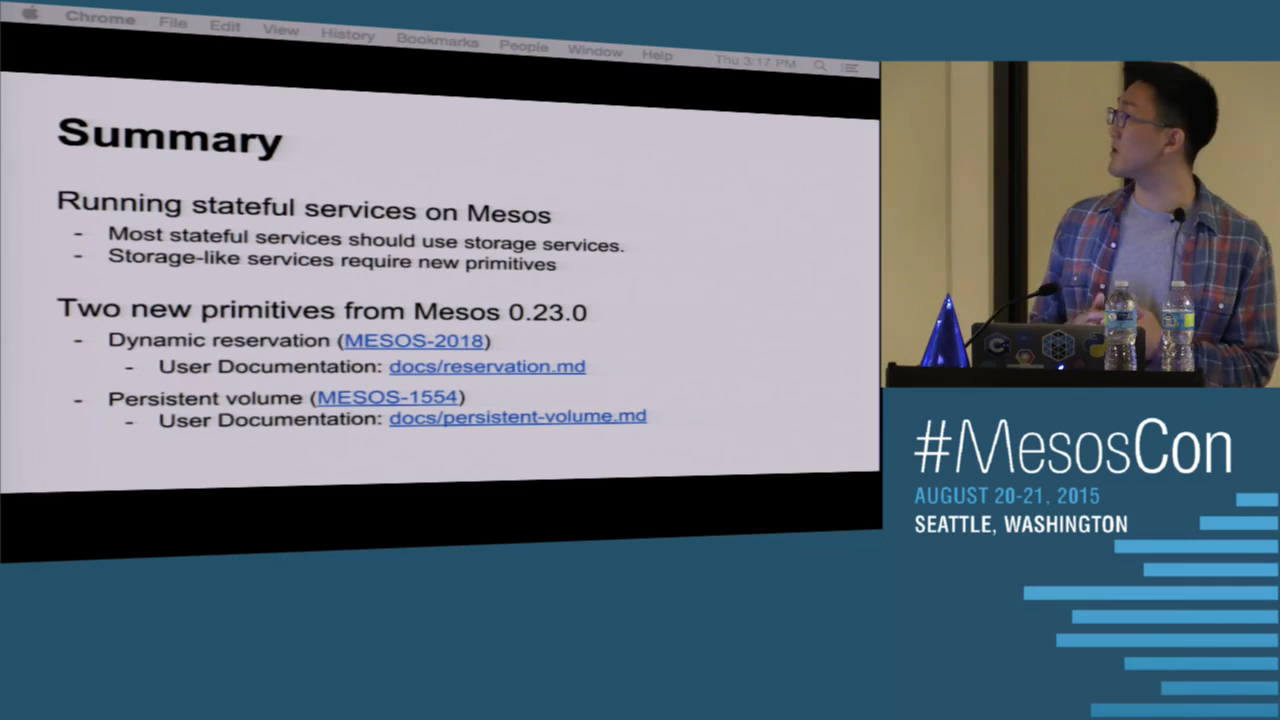 Chrome File Edit View History Bookmarks People Window Help Thu 3:17 PM
Summary
Running stateful services on Mesos
- Most stateful services should use storage services.
- Storage-like services require new primitives
Two new primitives from Mesos 0.23.0
- Dynamic reservation (MESOS-2018)
- User Documentation: docs/reservation.md
- Persistent volume (MESOS-1554)
- User Documentation: docs/persistent-volume.md
#MesosCon
AUGUST 20-21, 2015
SEATTLE, WASHINGTON